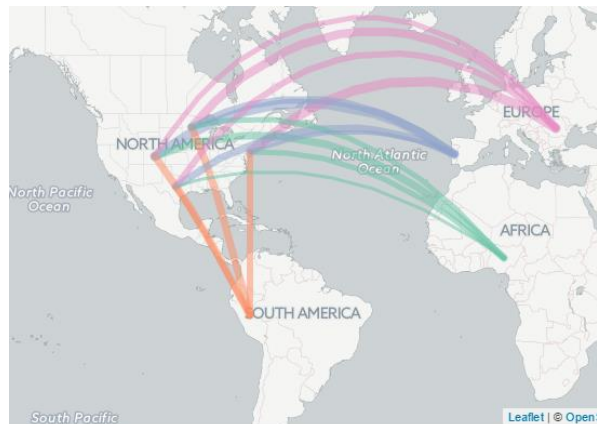 EUROPE
NORTH AMERICA
North Atlantic
Ocean
North Pacific
Ocean
AFRICA
SOUTH AMERICA
South Pacific
Leaflet | © Open